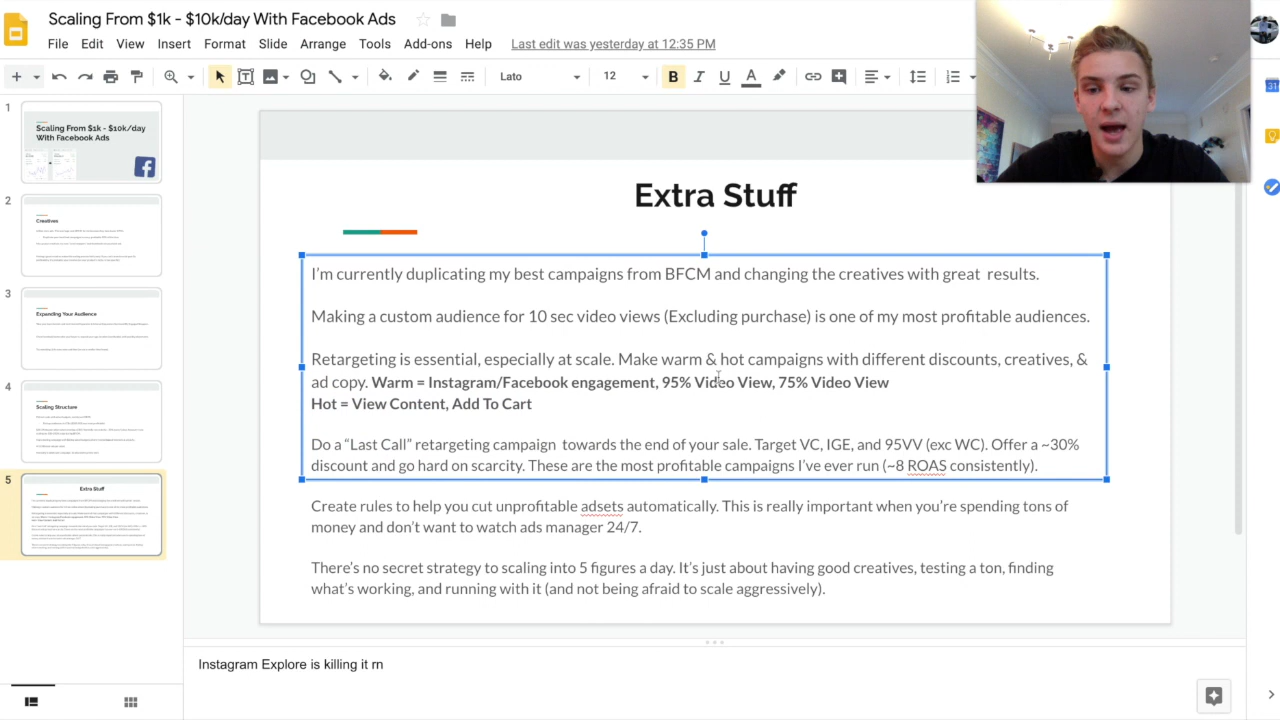 Scaling From $1k - $10k/day With Facebook Ads
File Edit View Insert Format Slide Arrange Tools Add-ons Help Last edit was yesterday at 12:35 PM
Lato 12 B I U A
1
Scaling From $1k - $10k/day
With Facebook Ads
2
Creatives
3
Expanding Your Audience
4
Scaling Structure
5
Extra Stuff
Extra Stuff
I’m currently duplicating my best campaigns from BFCM and changing the creatives with great results.
Making a custom audience for 10 sec video views (Excluding purchase) is one of my most profitable audiences.
Retargeting is essential, especially at scale. Make warm & hot campaigns with different discounts, creatives, &
ad copy. Warm = Instagram/Facebook engagement, 95% Video View, 75% Video View
Hot = View Content, Add To Cart
Do a “Last Call” retargeting campaign towards the end of your sale. Target VC, IGE, and 95VV (exc WC). Offer a ~30%
discount and go hard on scarcity. These are the most profitable campaigns I’ve ever run (~8 ROAS consistently).
Create rules to help you cut unprofitable adsets automatically. This is really important when you’re spending tons of
money and don’t want to watch ads manager 24/7.
There’s no secret strategy to scaling into 5 figures a day. It’s just about having good creatives, testing a ton, finding
what’s working, and running with it (and not being afraid to scale aggressively).
Instagram Explore is killing it rn
31